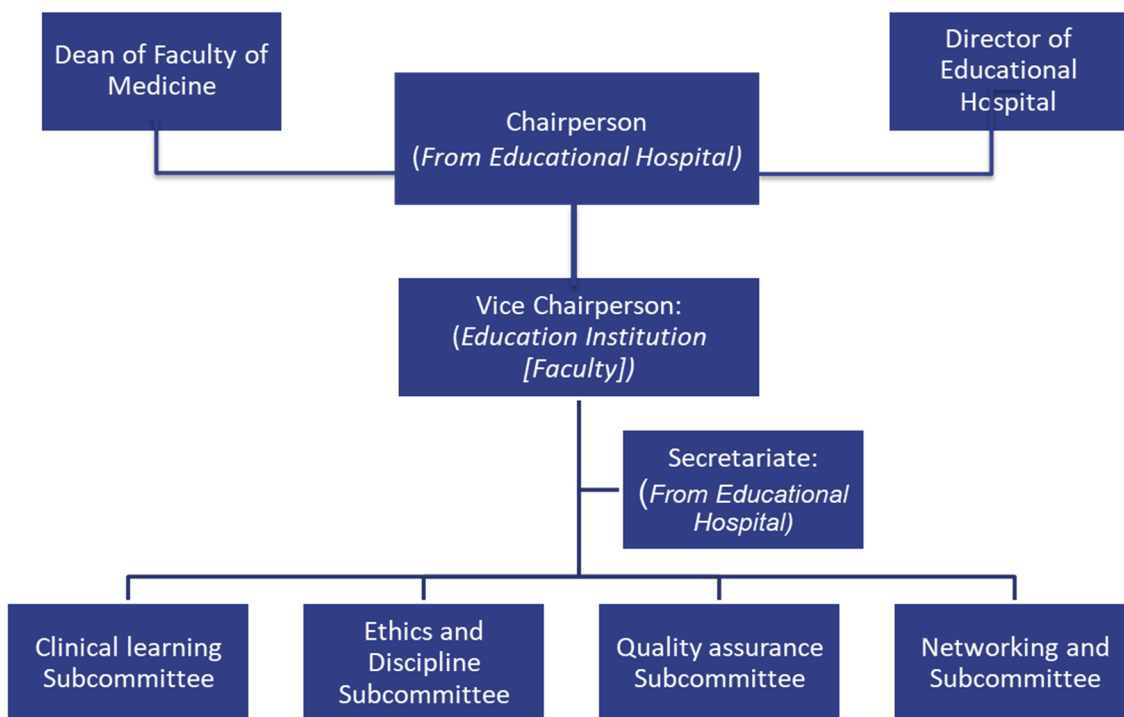 Dean of Faculty of
Medicine
Director of
Educational
Hospital
Chairperson
(From Educational Hospital)
Vice Chairperson:
(Education Institution
[Faculty])
Secretariate:
(From Educational
Hospital)
Clinical learning
Subcommittee
Ethics and
Discipline
Subcommittee
Quality assurance
Subcommittee
Networking and
Subcommittee